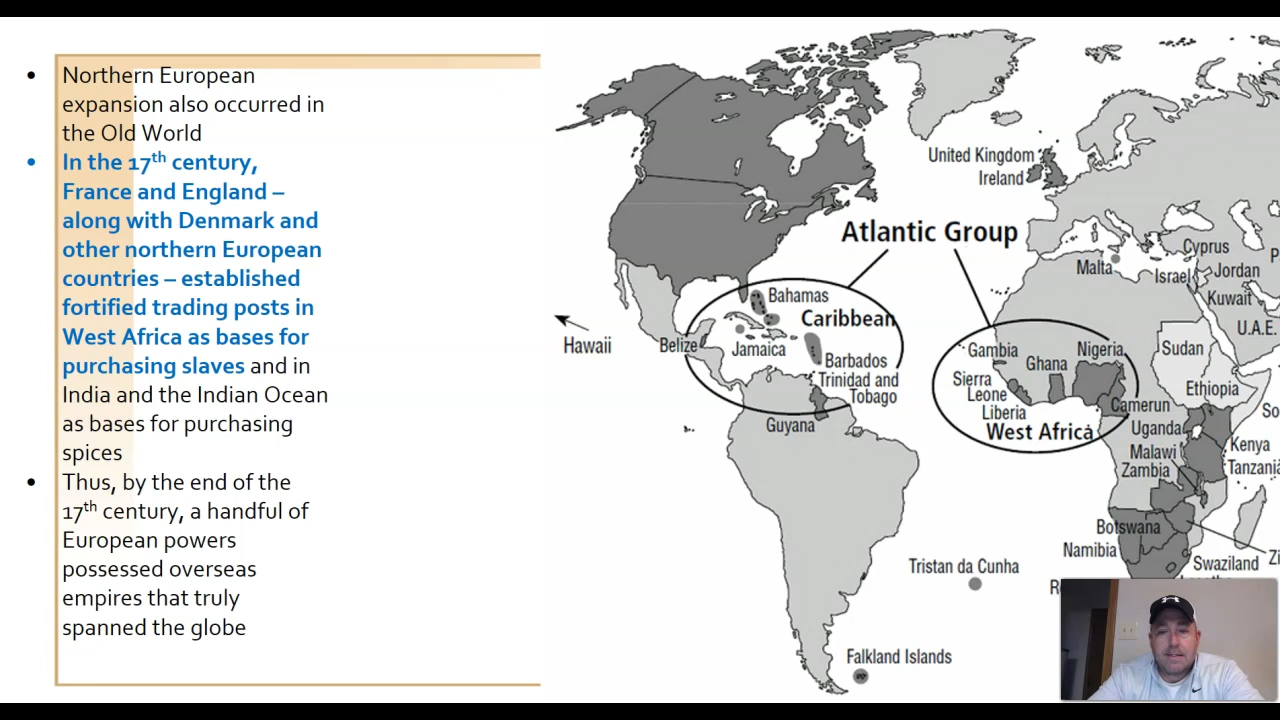 • Northern European
expansion also occurred in
the Old World
• In the 17th century,
France and England –
along with Denmark and
other northern European
countries – established
fortified trading posts in
West Africa as bases for
purchasing slaves and in
India and the Indian Ocean
as bases for purchasing
spices
• Thus, by the end of the
17th century, a handful of
European powers
possessed overseas
empires that truly
spanned the globe
United Kingdom
Ireland
Atlantic Group
Malta
Cyprus
Israel
Jordan
Kuwait
U.A.E.
Bahamas
Caribbean
Hawaii
Belize
Jamaica
Barbados
Trinidad and
Tobago
Guyana
Gambia
Ghana
Nigeria
Sierra
Leone
Liberia
West Africa
Sudan
Ethiopia
Camerun
Uganda
Kenya
Malawi
Zambia
Botswana
Namibia
Swaziland
Tristan da Cunha
Falkland Islands